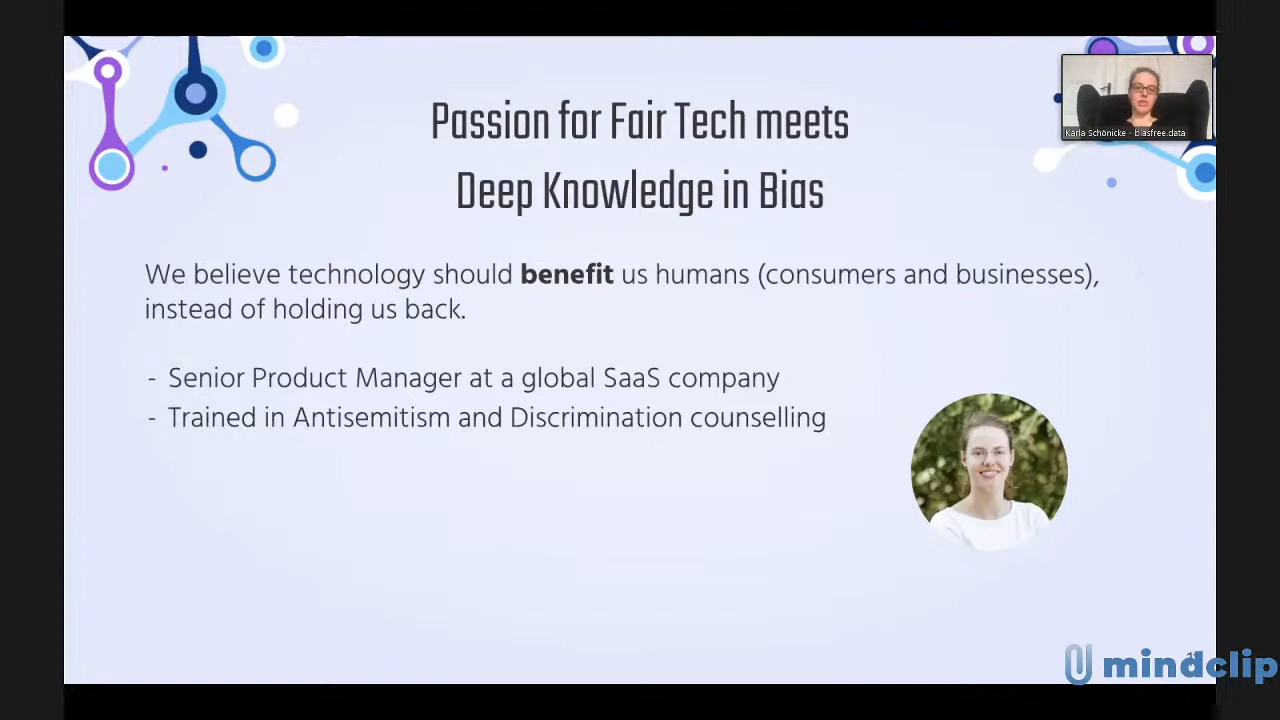 Passion for Fair Tech meets
Deep Knowledge in Bias
Karla Schönicke - biasfree.data
We believe technology should benefit us humans (consumers and businesses),
instead of holding us back.
- Senior Product Manager at a global SaaS company
- Trained in Antisemitism and Discrimination counselling
mindclip